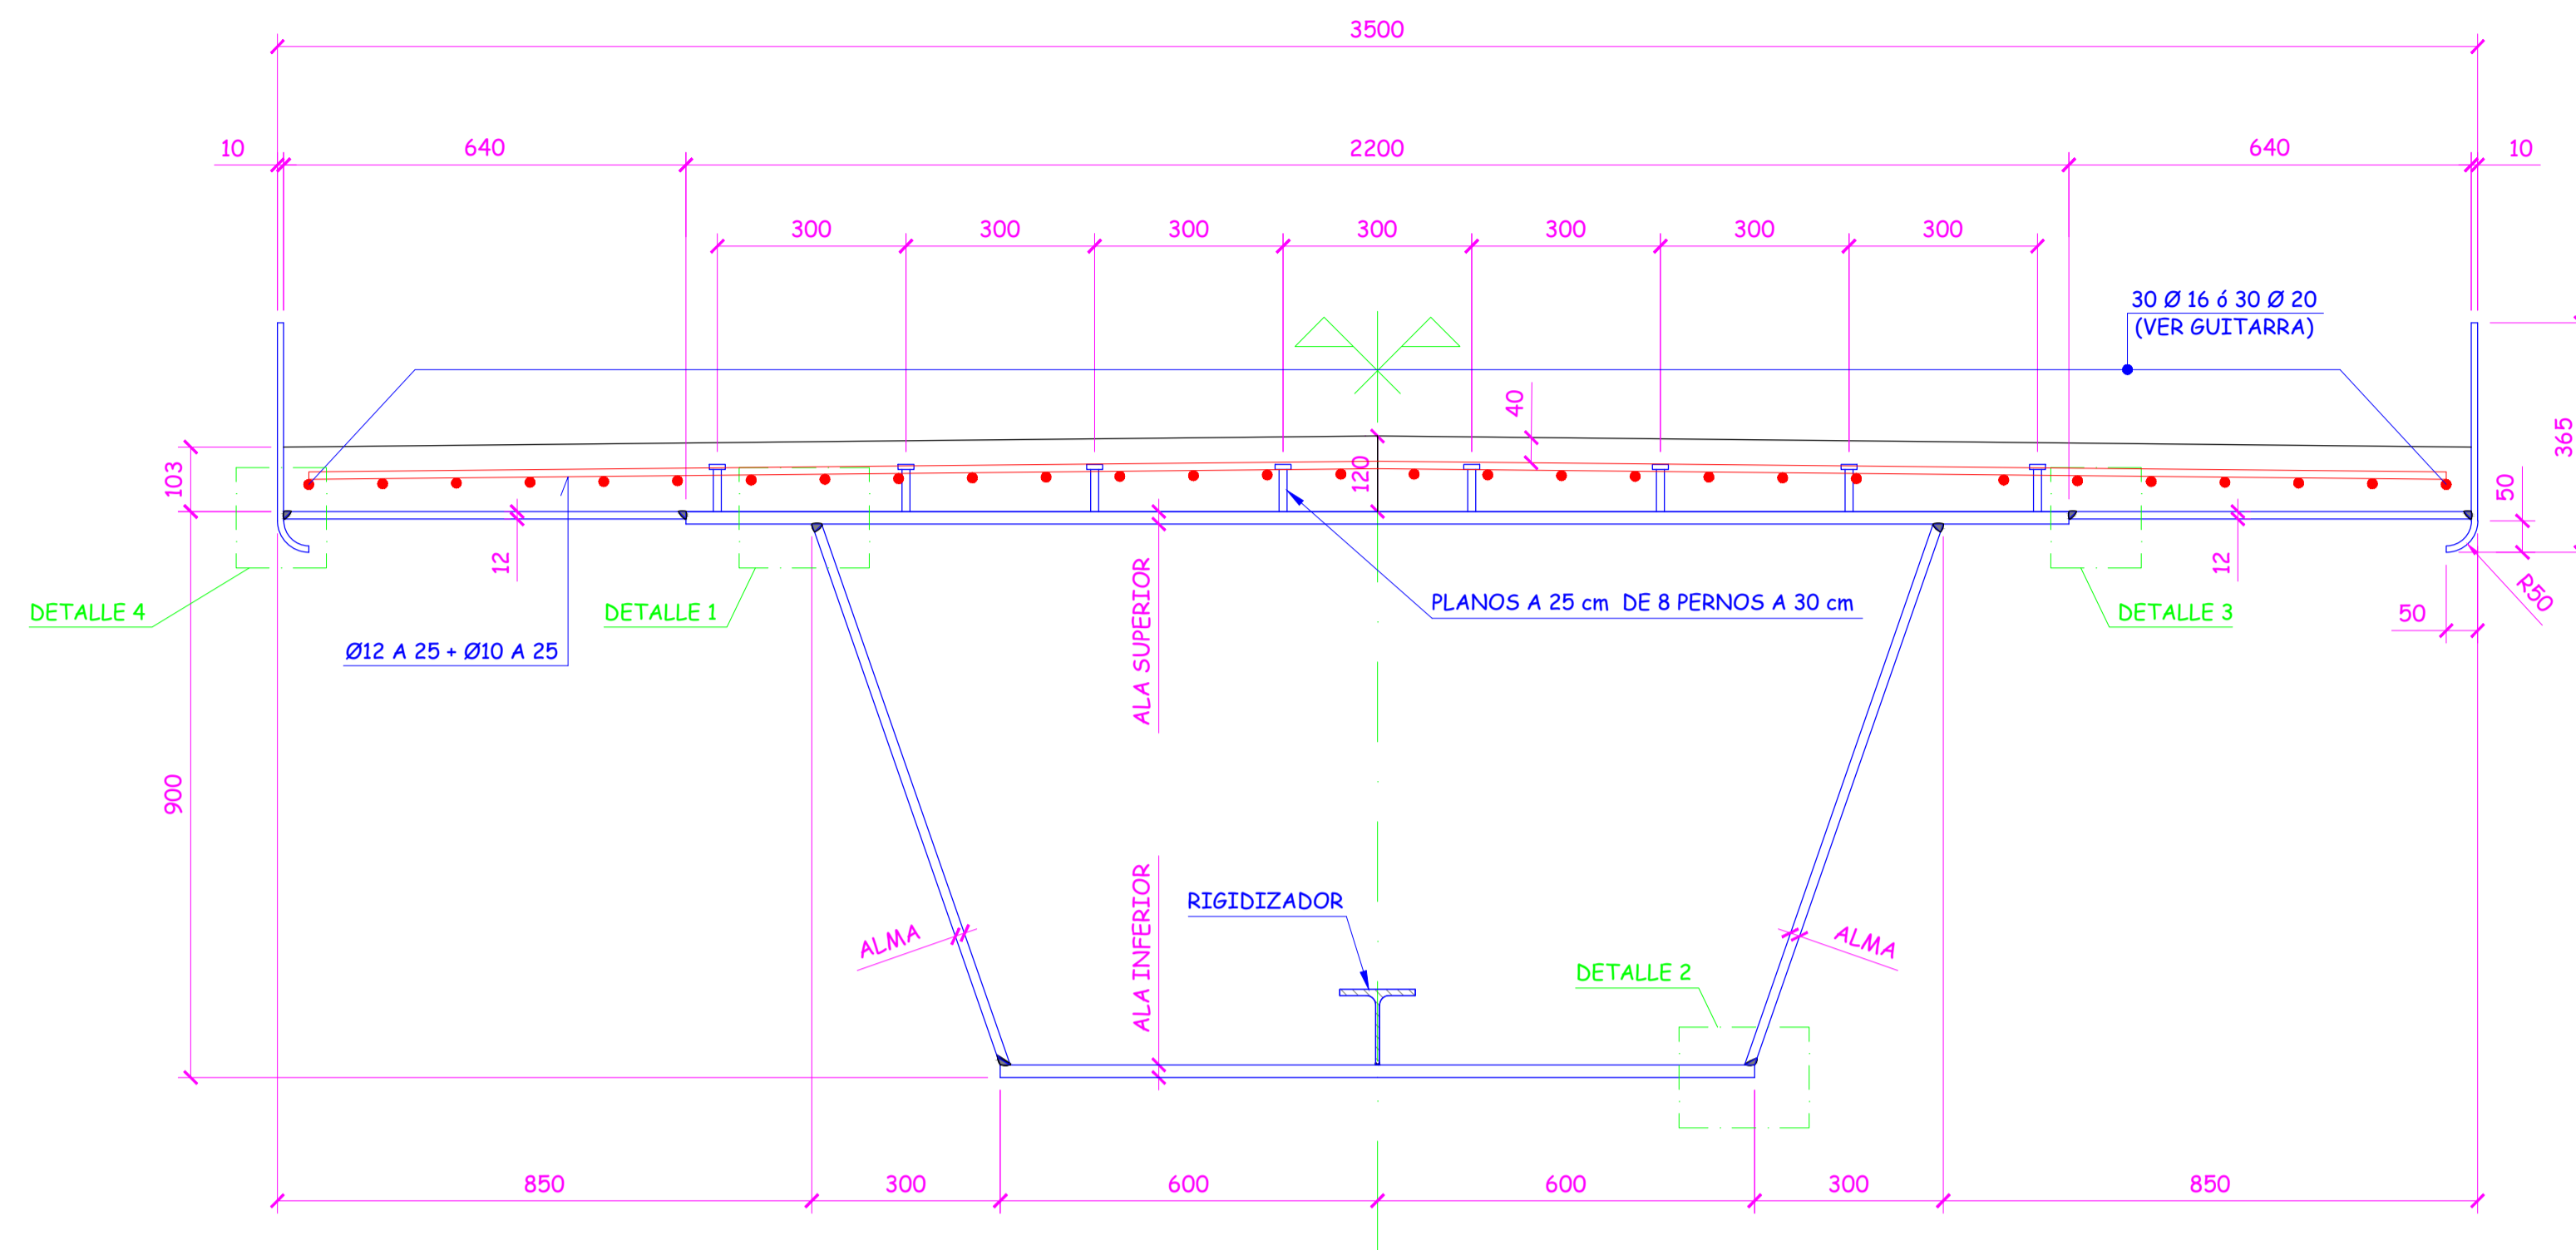 3500
10
640
2200
640
10
300
300
300
300
300
300
300
30 Ø 16 ó 30 Ø 20
(VER GUITARRA)
40
120
103
365
50
12
12
R50
50
DETALLE 4
DETALLE 1
PLANOS A 25 cm DE 8 PERNOS A 30 cm
DETALLE 3
Ø12 A 25 + Ø10 A 25
ALA SUPERIOR
900
RIGIDIZADOR
ALMA
ALMA
ALA INFERIOR
DETALLE 2
850
300
600
600
300
850